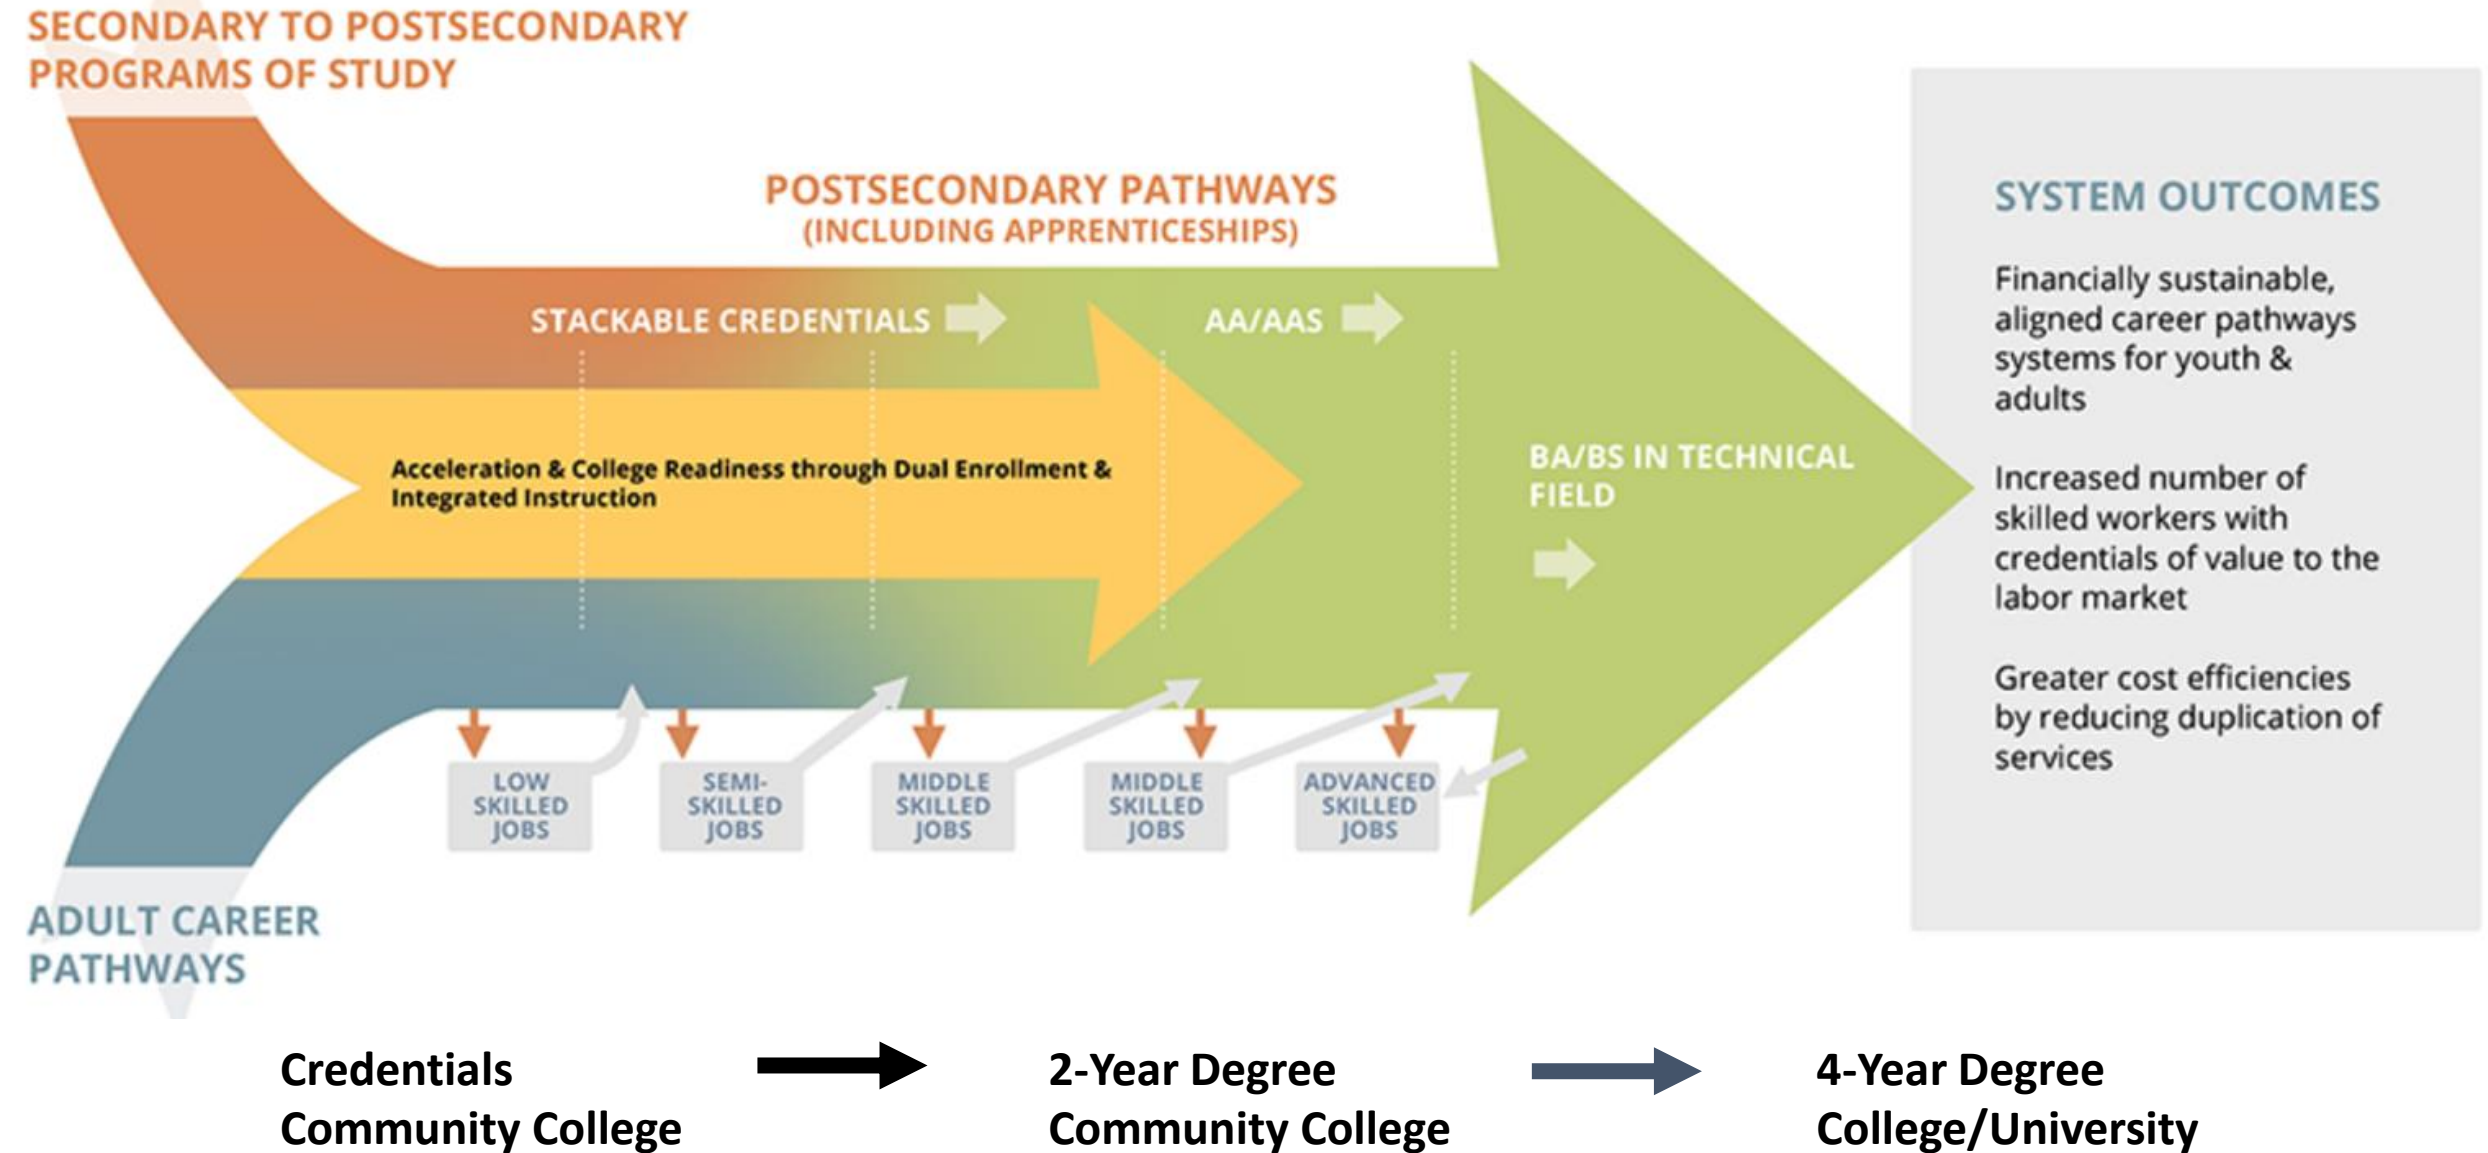 SECONDARY TO POSTSECONDARY
PROGRAMS OF STUDY
POSTSECONDARY PATHWAYS
(INCLUDING APPRENTICESHIPS)
STACKABLE CREDENTIALS
AA/AAS
Acceleration & College Readiness through Dual Enrollment &
Integrated Instruction
BA/BS IN TECHNICAL
FIELD
LOW
SKILLED
JOBS
SEMI-
SKILLED
JOBS
MIDDLE
SKILLED
JOBS
MIDDLE
SKILLED
JOBS
ADVANCED
SKILLED
JOBS
ADULT CAREER
PATHWAYS
SYSTEM OUTCOMES
Financially sustainable,
aligned career pathways
systems for youth &
adults
Increased number of
skilled workers with
credentials of value to the
labor market
Greater cost efficiencies
by reducing duplication of
services
Credentials
Community College
2-Year Degree
Community College
4-Year Degree
College/University